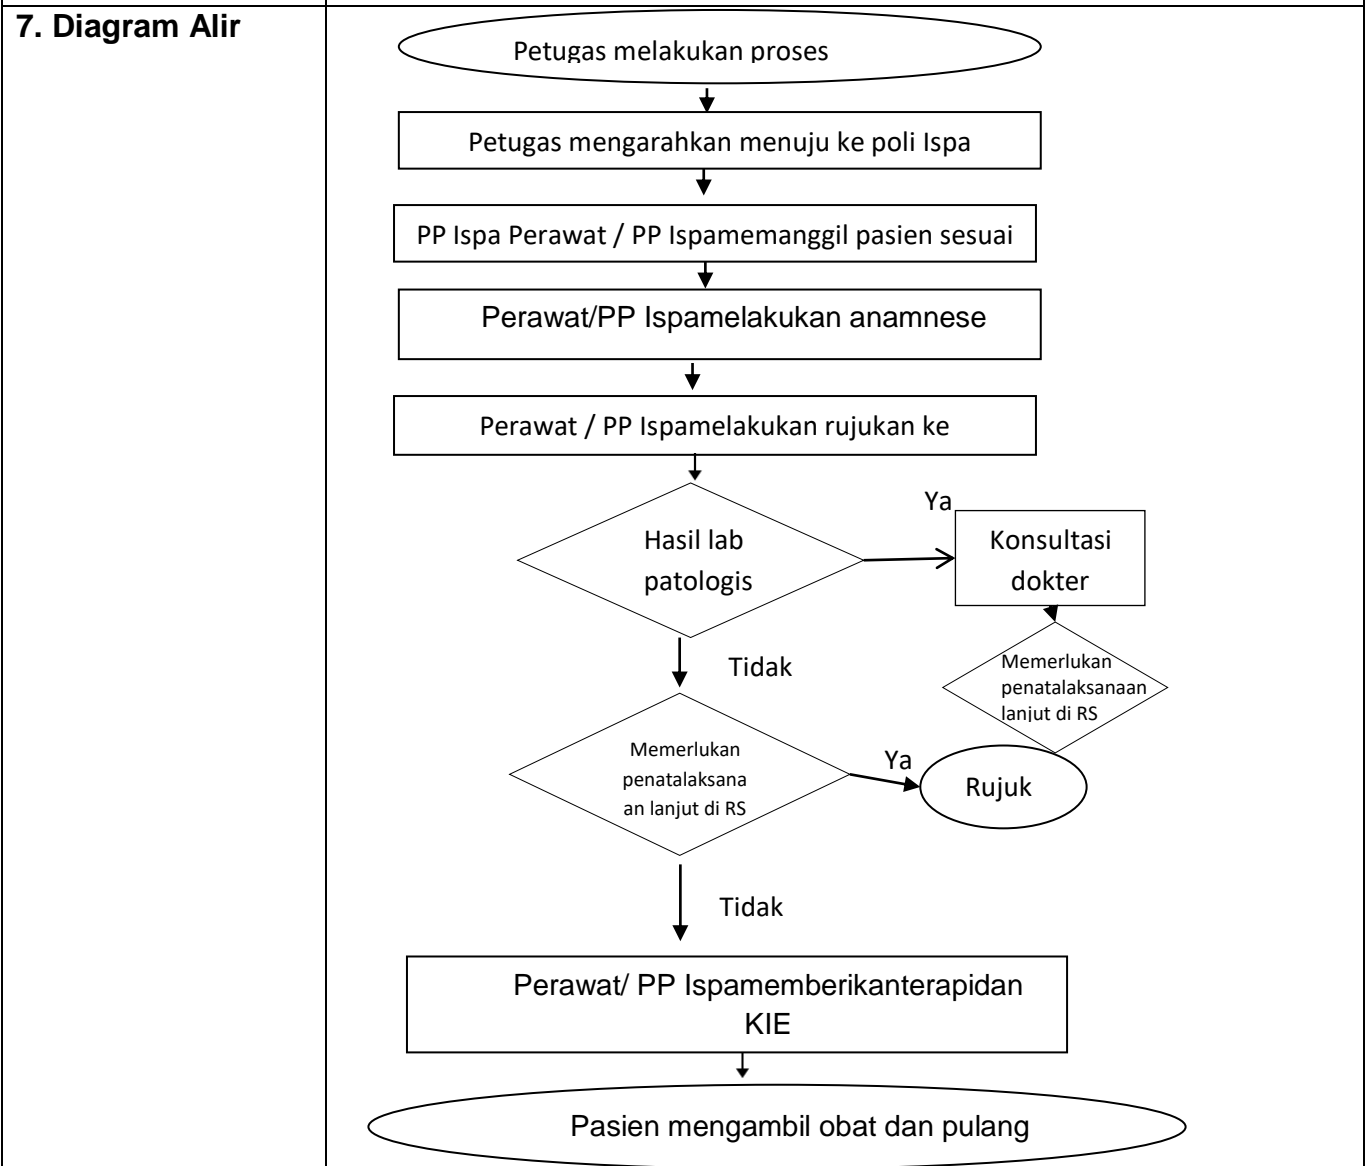 7. Diagram Alir
Petugas melakukan proses
Petugas mengarahkan menuju ke poli Ispa
PP Ispa Perawat / PP Ispamemanggil pasien sesuai
Perawat/PP Ispamelakukan anamnese
Perawat / PP Ispamelakukan rujukan ke
Hasil lab
patologis
Ya
Konsultasi
dokter
Tidak
Memerlukan
penatalaksanaan
lanjut di RS
Memerlukan
penatalaksana
an lanjut di RS
Ya
Rujuk
Tidak
Perawat/ PP Ispamemberikanterapidan
KIE
Pasien mengambil obat dan pulang